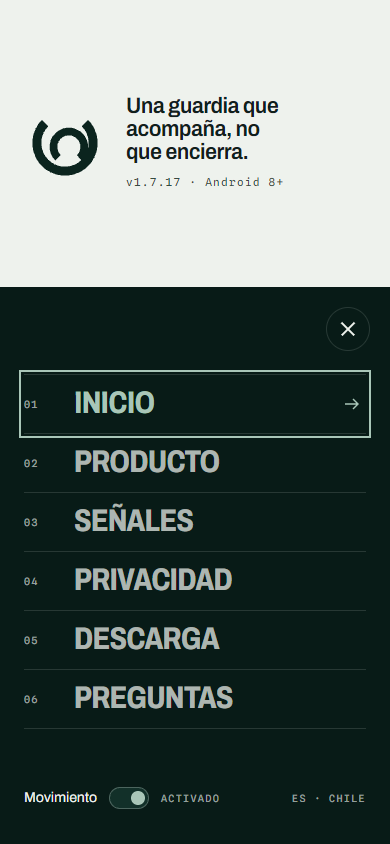 Una guardia que
acompaña, no
que encierra.
v1.7.17 · Android 8+
01 INICIO
02 PRODUCTO
03 SEÑALES
04 PRIVACIDAD
05 DESCARGA
06 PREGUNTAS
Movimiento ACTIVADO ES · CHILE